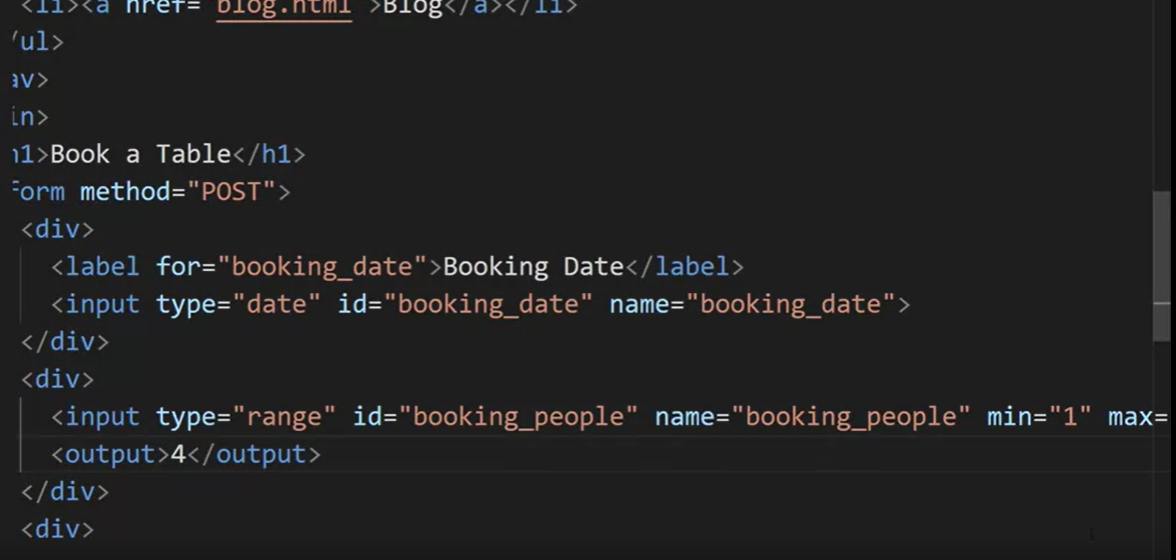 <li><a href="blog.html">Blog</a></li>
/ul>
av>
in>
h1>Book a Table</h1>
form method="POST">
<div>
<label for="booking_date">Booking Date</label>
<input type="date" id="booking_date" name="booking_date">
</div>
<div>
<input type="range" id="booking_people" name="booking_people" min="1" max=
<output>4</output>
</div>
<div>